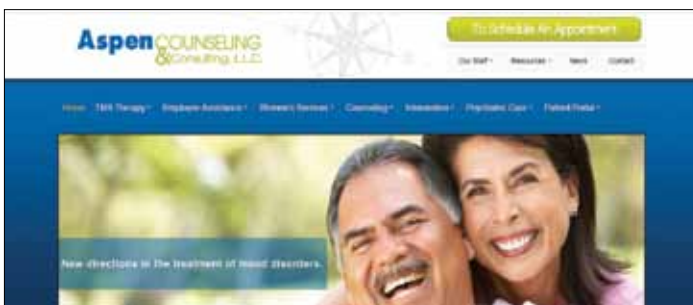 Aspen COUNSELING
& Consulting, L.L.C.
To Schedule An Appointment
Our Staff Resources News Contact
Home TMS Therapy Employee Assistance Women's Services Counseling Intervention Psychiatric Care Patient Portal
New directions in the treatment of mood disorders.